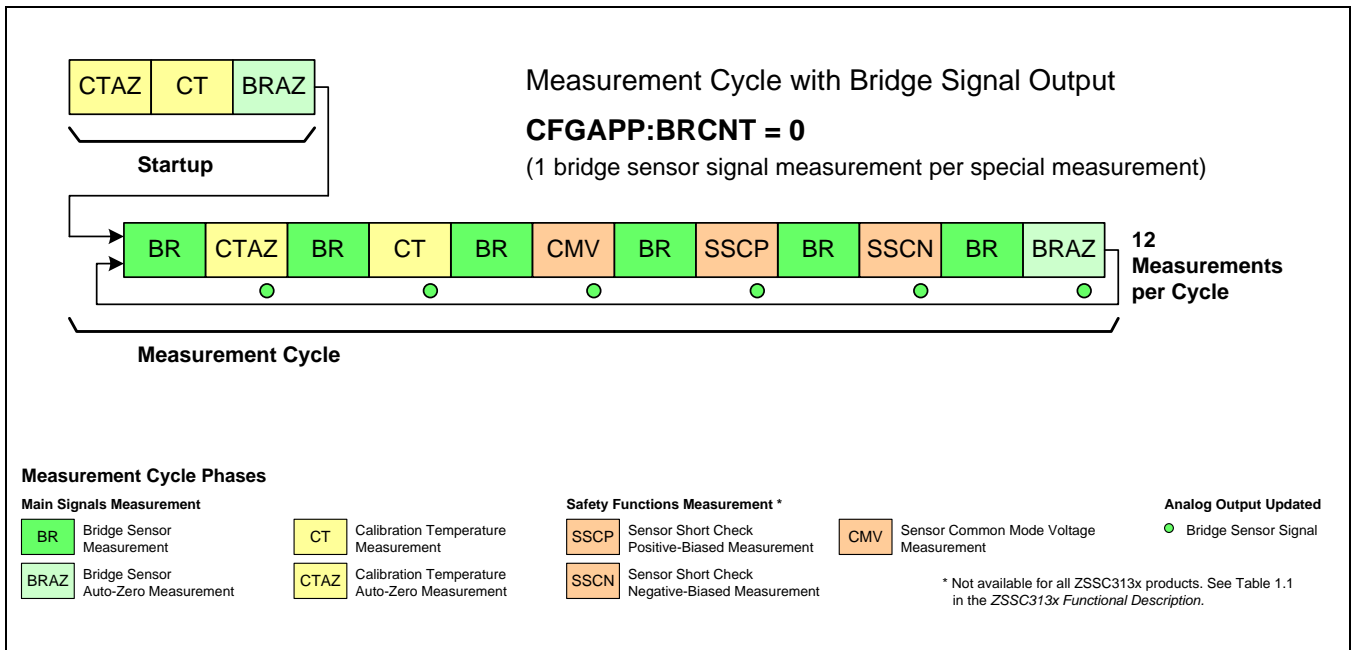 CTAZ CT BRAZ
Startup
Measurement Cycle with Bridge Signal Output
CFGAPP:BRCNT = 0
(1 bridge sensor signal measurement per special measurement)
BR CTAZ BR CT BR CMV BR SSCP BR SSCN BR BRAZ
12
Measurements
per Cycle
Measurement Cycle
Measurement Cycle Phases
Main Signals Measurement
BR Bridge Sensor
Measurement
BRAZ Bridge Sensor
Auto-Zero Measurement
CT Calibration Temperature
Measurement
CTAZ Calibration Temperature
Auto-Zero Measurement
Safety Functions Measurement *
SSCP Sensor Short Check
Positive-Biased Measurement
SSCN Sensor Short Check
Negative-Biased Measurement
CMV Sensor Common Mode Voltage
Measurement
Analog Output Updated
Bridge Sensor Signal
* Not available for all ZSSC313x products. See Table 1.1
in the ZSSC313x Functional Description.